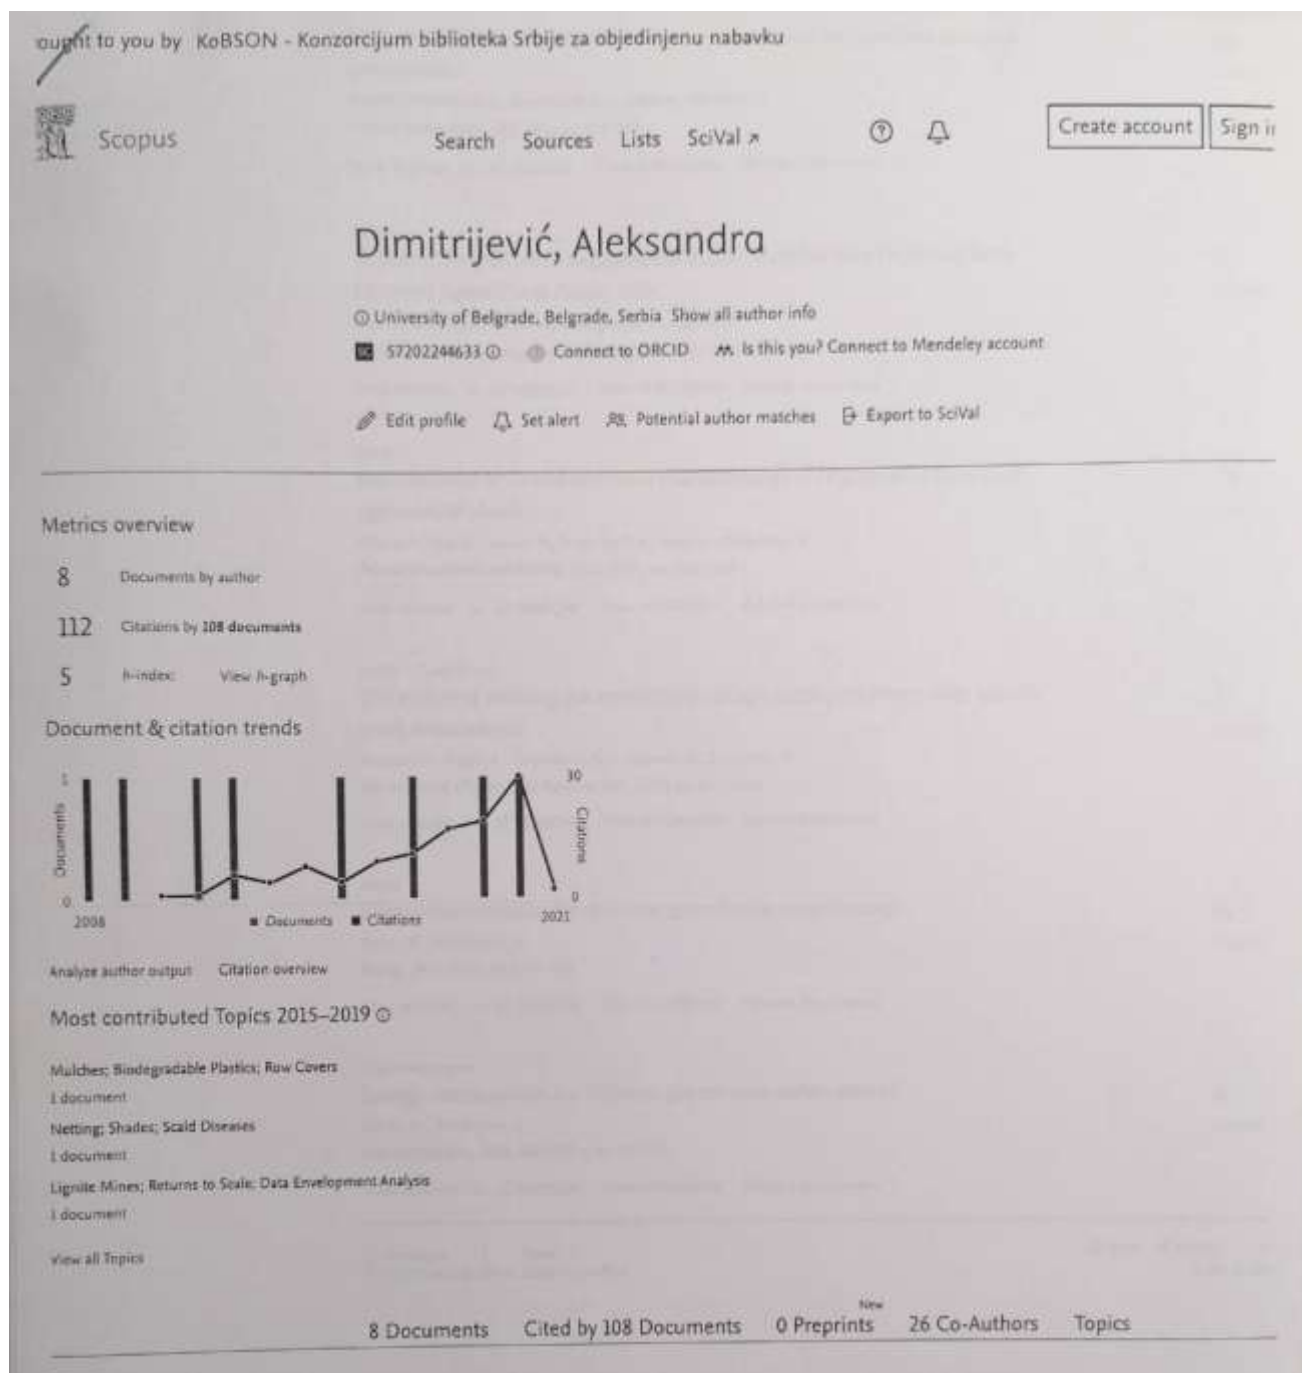 ought to you by KoBSON - Konzorcijum biblioteka Srbije za objedinjenu nabavku
Scopus
Search Sources Lists SciVal ↗
Create account Sign in
Dimitrijević, Aleksandra
University of Belgrade, Belgrade, Serbia Show all author info
SC 57202244633 Connect to ORCID Is this you? Connect to Mendeley account
Edit profile Set alert Potential author matches Export to SciVal
Metrics overview
8 Documents by author
112 Citations by 108 documents
5 h-index: View h-graph
Document & citation trends
1 30
Documents
Citations
0 0
2008 2021
Documents Citations
Analyze author output Citation overview
Most contributed Topics 2015–2019
Mulches; Biodegradable Plastics; Row Covers
1 document
Netting; Shades; Scald Diseases
1 document
Lignite Mines; Returns to Scale; Data Envelopment Analysis
1 document
View all Topics
New
8 Documents Cited by 108 Documents 0 Preprints 26 Co-Authors Topics